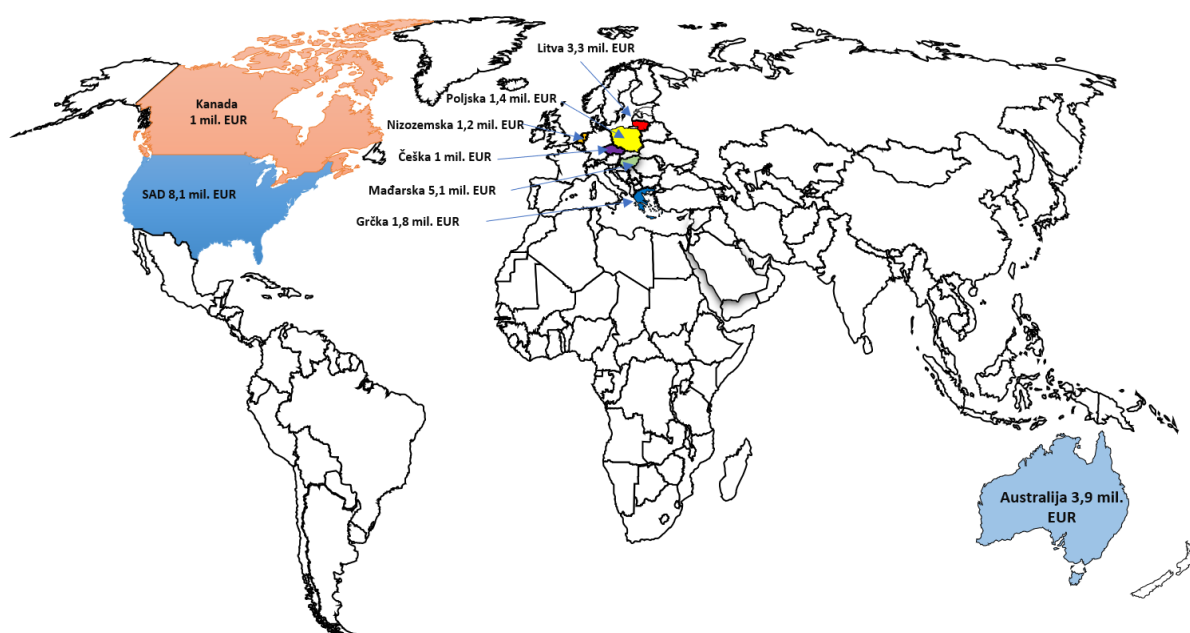 Litva 3,3 mil. EUR
Poljska 1,4 mil. EUR
Kanada
1 mil EUR
Nizozemska 1,2 mil. EUR
Češka 1 mil. EUR
SAD 8,1 mil. EUR
Mađarska 5,1 mil. EUR
Grčka 1,8 mil. EUR
Australija 3,9 mil.
EUR